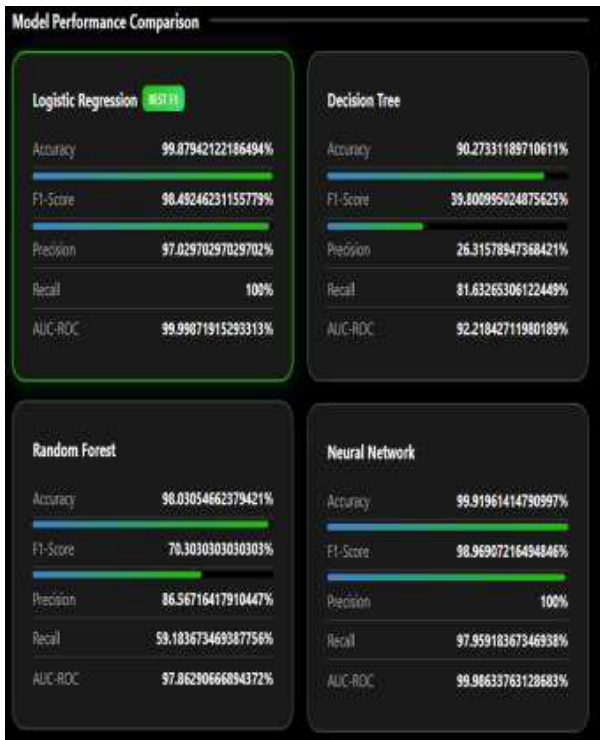 Model Performance Comparison
Logistic Regression BEST F1
Accuracy 99.87942122186494%
F1-Score 98.49246231155779%
Precision 97.02970297029702%
Recall 100%
AUC-ROC 99.99871915293313%
Decision Tree
Accuracy 90.27331189710611%
F1-Score 39.800995024875625%
Precision 26.31578947368421%
Recall 81.63265306122449%
AUC-ROC 92.21842711980189%
Random Forest
Accuracy 98.03054662379421%
F1-Score 70.3030303030303%
Precision 86.56716417910447%
Recall 59.183673469387756%
AUC-ROC 97.86290666894372%
Neural Network
Accuracy 99.91961414790997%
F1-Score 98.96907216494846%
Precision 100%
Recall 97.95918367346938%
AUC-ROC 99.98633763128683%